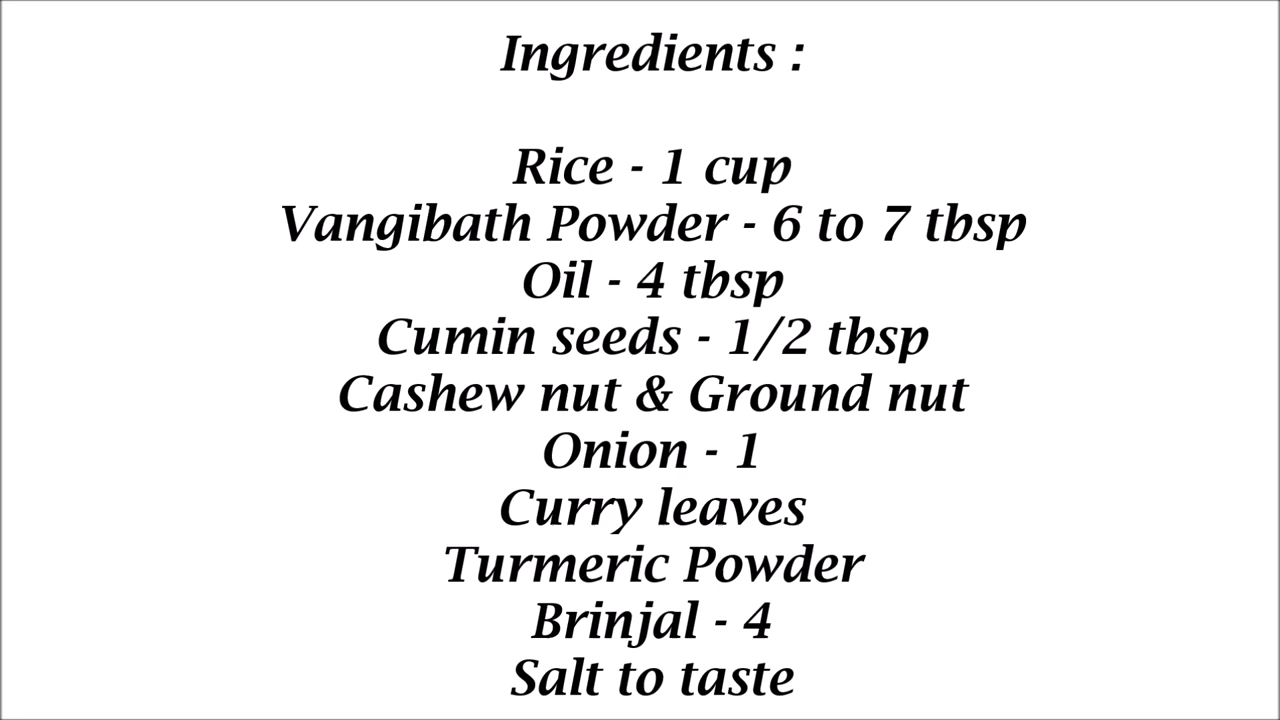 Ingredients :
Rice - 1 cup
Vangibath Powder - 6 to 7 tbsp
Oil - 4 tbsp
Cumin seeds - 1/2 tbsp
Cashew nut & Ground nut
Onion - 1
Curry leaves
Turmeric Powder
Brinjal - 4
Salt to taste